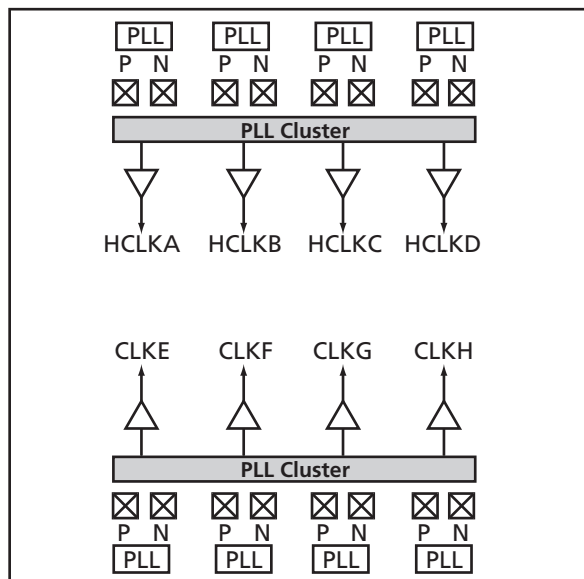 PLL PLL PLL PLL
P N P N P N P N
PLL Cluster
HCLKA HCLKB HCLKC HCLKD
CLKE CLKF CLKG CLKH
PLL Cluster
P N P N P N P N
PLL PLL PLL PLL